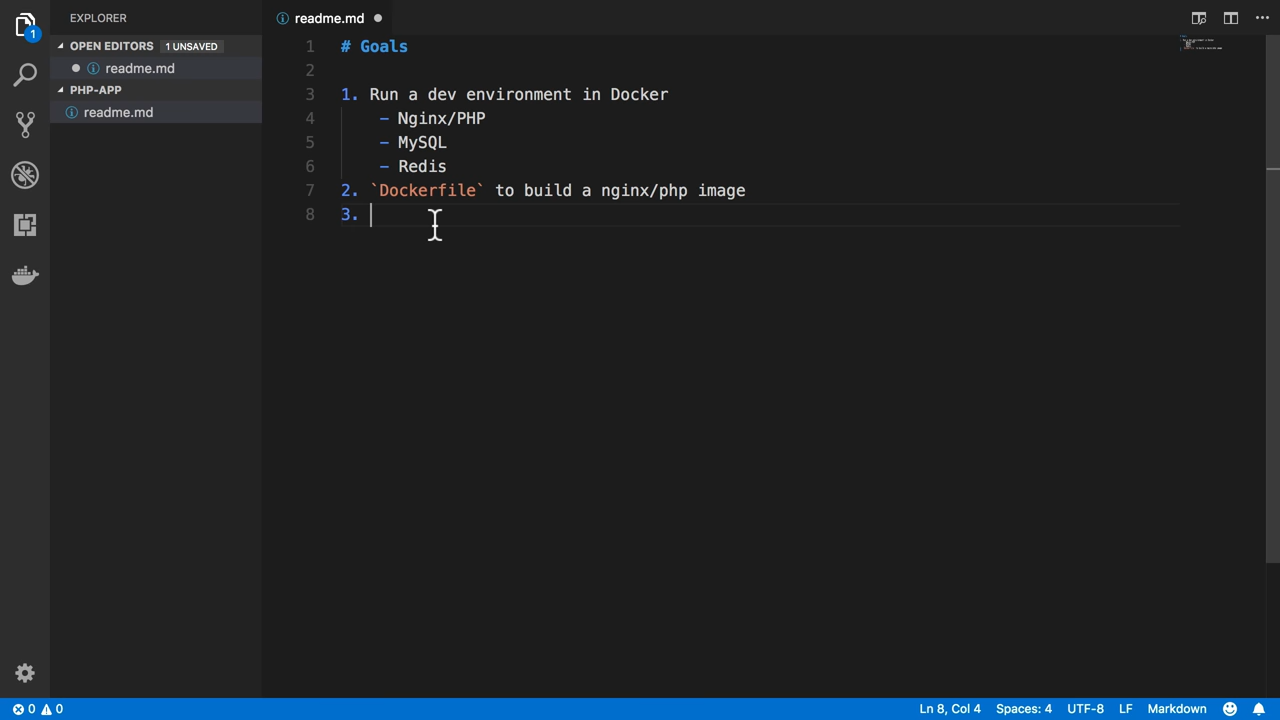 EXPLORER
OPEN EDITORS 1 UNSAVED
readme.md
PHP-APP
readme.md
1
readme.md
1 # Goals
2
3 1. Run a dev environment in Docker
4 - Nginx/PHP
5 - MySQL
6 - Redis
7 2. `Dockerfile` to build a nginx/php image
8 3.
0 0
Ln 8, Col 4 Spaces: 4 UTF-8 LF Markdown